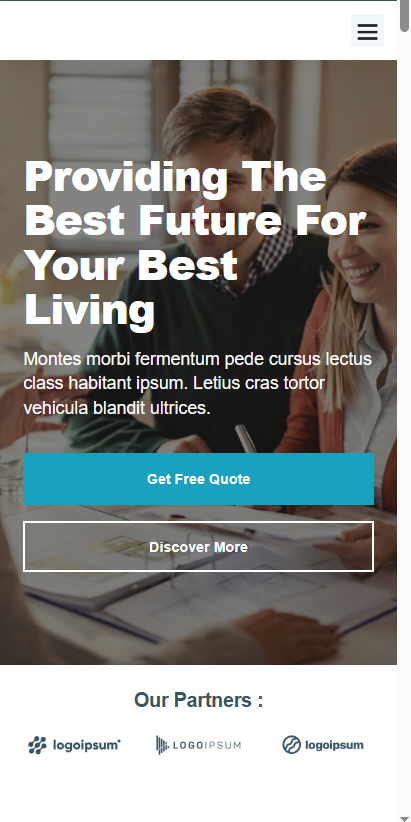 Providing The
Best Future For
Your Best
Living
Montes morbi fermentum pede cursus lectus
class habitant ipsum. Letius cras tortor
vehicula blandit ultrices.
Get Free Quote
Discover More
Our Partners :
logoipsum LOGOIPSUM logoipsum